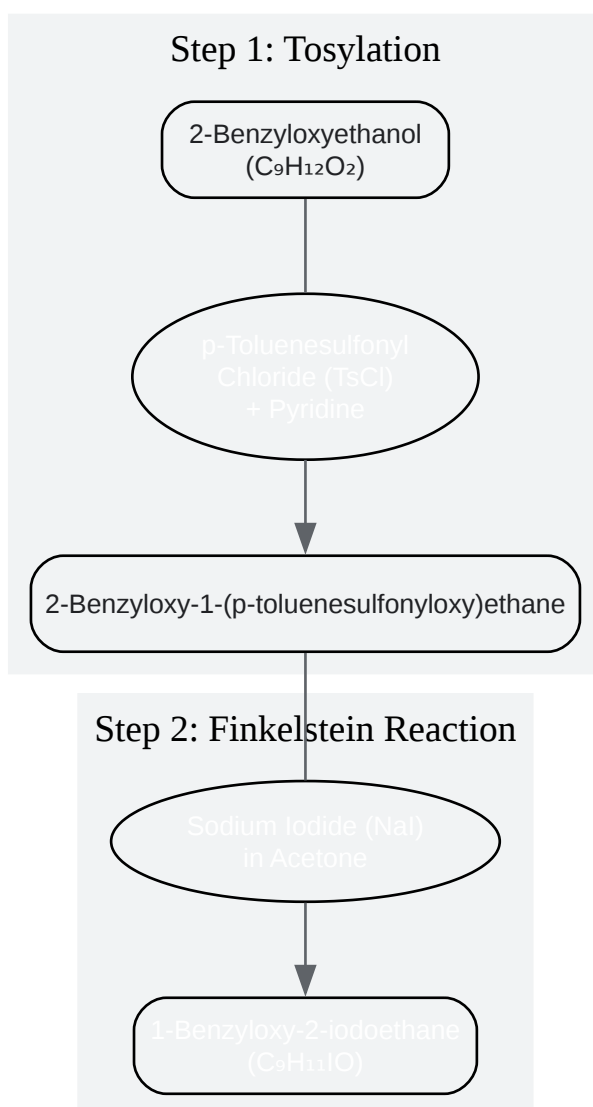 Step 1: Tosylation
2-Benzyloxyethanol
(C₉H₁₂O₂)
p-Toluenesulfonyl
Chloride (TsCl)
+ Pyridine
2-Benzyloxy-1-(p-toluenesulfonyloxy)ethane
Step 2: Finkelstein Reaction
Sodium Iodide (NaI)
in Acetone
1-Benzyloxy-2-iodoethane
(C₉H₁₁IO)